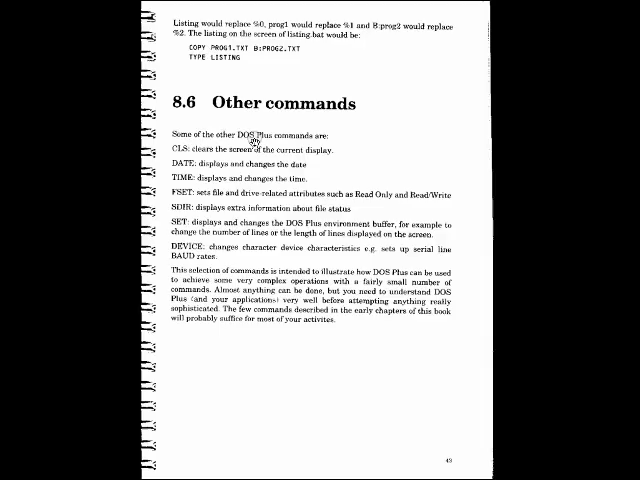 Listing would replace %0, prog1 would replace %1 and B:prog2 would replace
%2. The listing on the screen of listing.bat would be:
COPY PROG1.TXT B:PROG2.TXT
TYPE LISTING
8.6 Other commands
Some of the other DOS Plus commands are:
CLS: clears the screen of the current display.
DATE: displays and changes the date
TIME: displays and changes the time.
FSET: sets file and drive-related attributes such as Read Only and Read/Write
SDIR: displays extra information about file status
SET: displays and changes the DOS Plus environment buffer, for example to
change the number of lines or the length of lines displayed on the screen.
DEVICE: changes character device characteristics e.g. sets up serial line
BAUD rates.
This selection of commands is intended to illustrate how DOS Plus can be used
to achieve some very complex operations with a fairly small number of
commands. Almost anything can be done, but you need to understand DOS
Plus (and your applications) very well before attempting anything really
sophisticated. The few commands described in the early chapters of this book
will probably suffice for most of your activites.
43